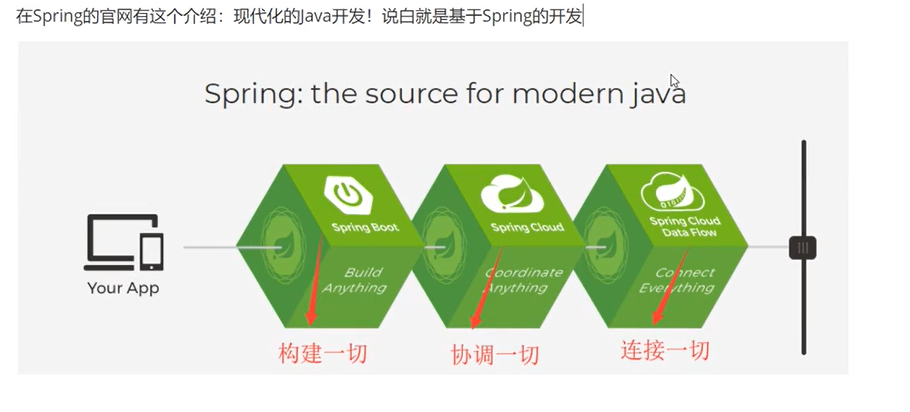 在Spring的官网有这个介绍：现代化的Java开发！说白就是基于Spring的开发
Spring: the source for modern java
Your App
Spring Boot
Build
Anything
Spring Cloud
Coordinate
Anything
Spring Cloud
Data Flow
Connect
Everything
构建一切
协调一切
连接一切